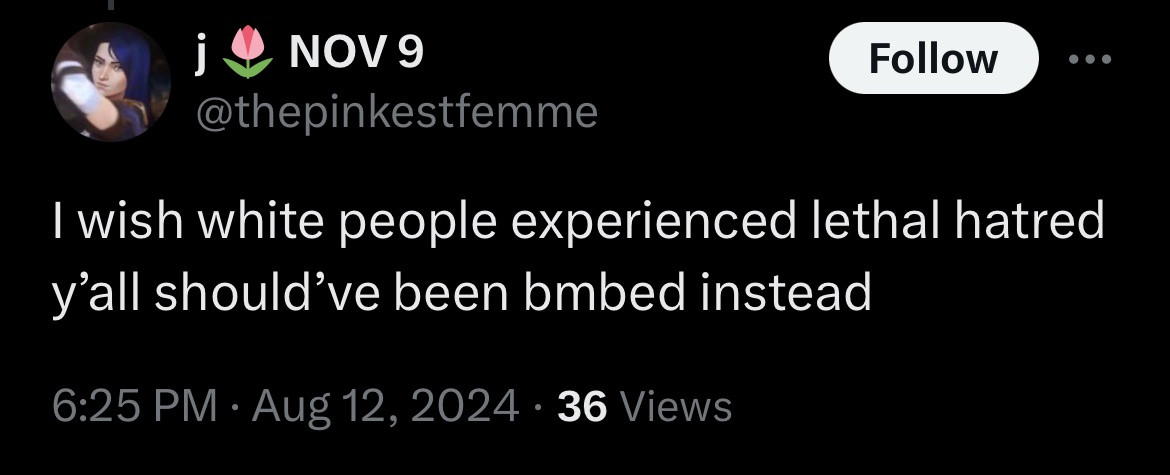 j 🌷 NOV 9
Follow
@thepinkestfemme
I wish white people experienced lethal hatred
y’all should’ve been bmbed instead
6:25 PM · Aug 12, 2024 · 36 Views